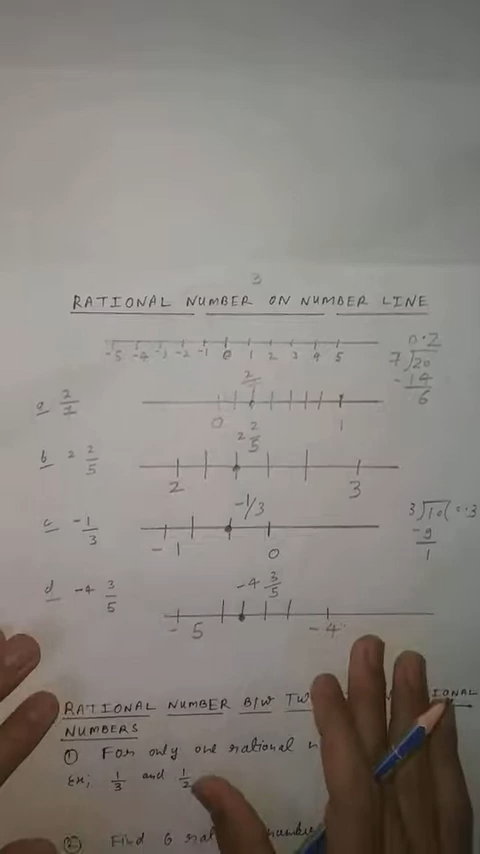 3
RATIONAL NUMBER ON NUMBER LINE
-5 -4 -3 -2 -1 0 1 2 3 4 5
0.2
7 20
-14
6
a 2/7
2/7
0 1
b 2 2/5
2 2/5
2 3
c -1/3
-1/3
-1 0
3 10 0.3
-9
1
d -4 3/5
-4 3/5
-5 -4
RATIONAL NUMBER B/W TW
NUMBERS
① For only one rational
Ex; 1/3 and 1/2
② Find 6